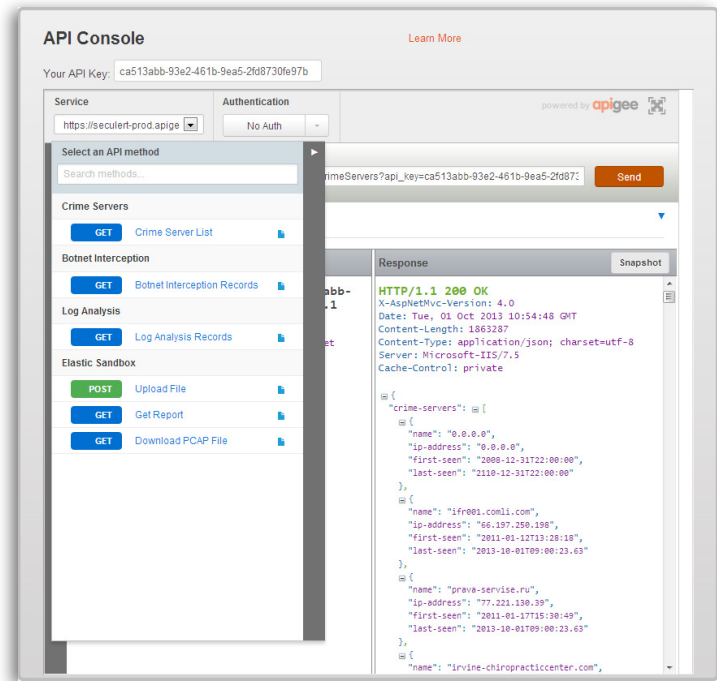 API Console
Learn More
Your API Key: ca513abb-93e2-461b-9ea5-2fd8730fe97b
Service
Authentication
powered by apigee
https://seculert-prod.apige
No Auth
Select an API method
Search methods...
rimeServers?api_key=ca513abb-93e2-461b-9ea5-2fd873
Send
Crime Servers
GET Crime Server List
Botnet Interception
GET Botnet Interception Records
Log Analysis
GET Log Analysis Records
Elastic Sandbox
POST Upload File
GET Get Report
GET Download PCAP File
abb-
.1
et
Response
Snapshot
HTTP/1.1 200 OK
X-AspNetMvc-Version: 4.0
Date: Tue, 01 Oct 2013 10:54:48 GMT
Content-Length: 1863287
Content-Type: application/json; charset=utf-8
Server: Microsoft-IIS/7.5
Cache-Control: private
{
"crime-servers": [
{
"name": "0.0.0.0",
"ip-address": "0.0.0.0",
"first-seen": "2008-12-31T22:00:00",
"last-seen": "2110-12-31T22:00:00"
},
{
"name": "ifr001.comli.com",
"ip-address": "66.197.250.198",
"first-seen": "2011-01-12T13:28:18",
"last-seen": "2013-10-01T09:00:23.63"
},
{
"name": "prava-servise.ru",
"ip-address": "77.221.130.39",
"first-seen": "2011-01-17T15:30:49",
"last-seen": "2013-10-01T09:00:23.63"
},
{
"name": "irvine-chiropracticcenter.com",